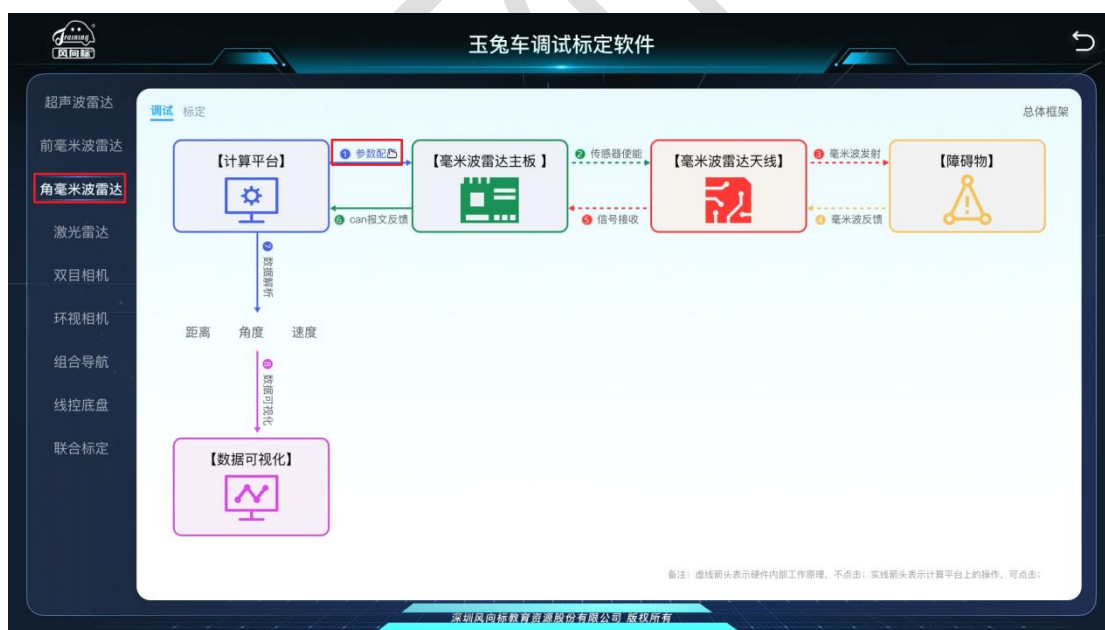 Training
风向标
玉兔车调试标定软件
超声波雷达
前毫米波雷达
角毫米波雷达
激光雷达
双目相机
环视相机
组合导航
线控底盘
联合标定
调试 标定
总体框架
【计算平台】
1 参数配
【毫米波雷达主板 】
2 传感器使能
【毫米波雷达天线】
3 毫米波发射
【障碍物】
6 can报文反馈
5 信号接收
4 毫米波反馈
7 数据解析
距离 角度 速度
8 数据可视化
【数据可视化】
备注：虚线箭头表示硬件内部工作原理，不点击；实线箭头表示计算平台上的操作，可点击；
深圳风向标教育资源股份有限公司 版权所有